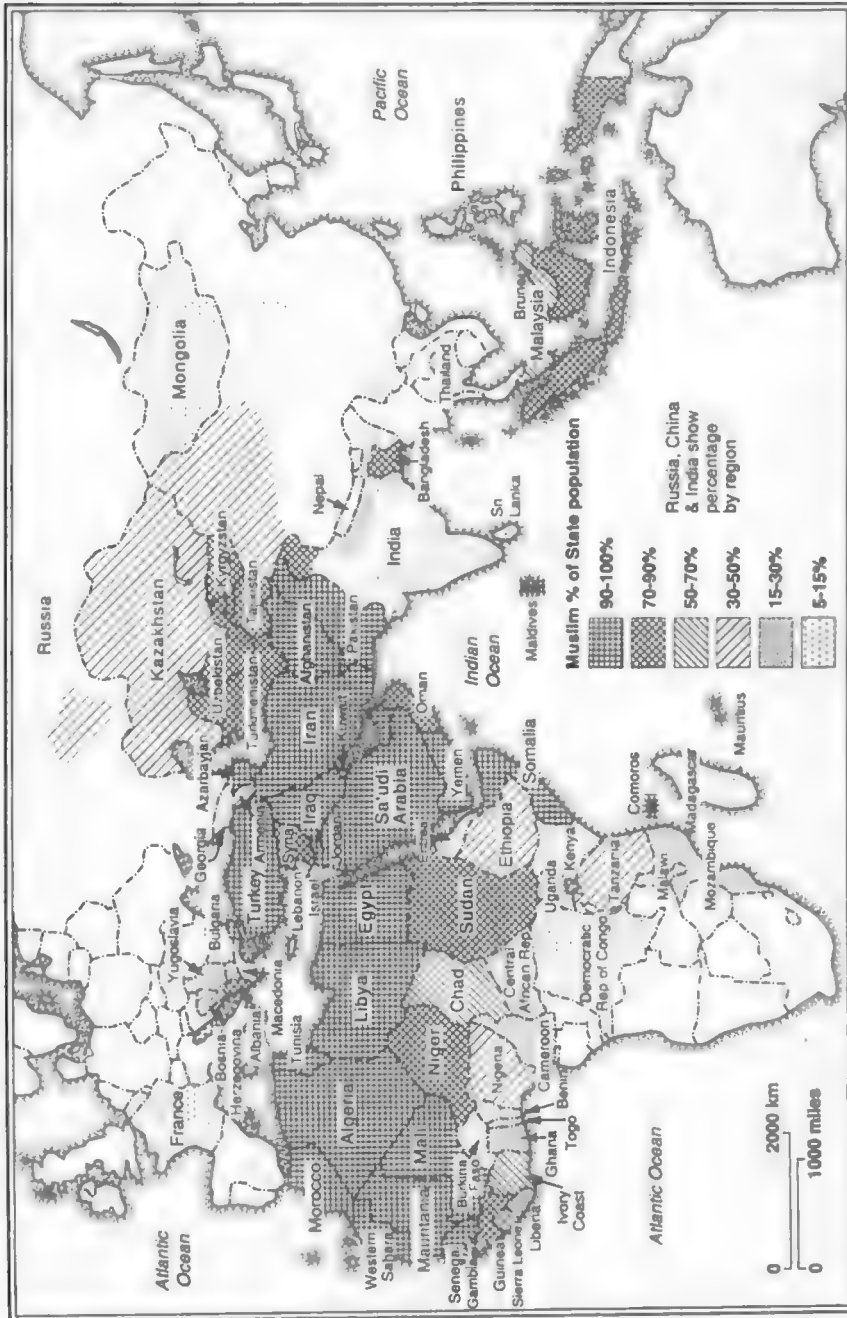 Atlantic
Ocean
France
Yugoslavia
Bosnia
Herzegovina
Bulgaria
Albania
Macedonia
Georgia
Azarbayjan
Russia
Kazakhstan
Mongolia
Pacific
Ocean
Philippines
Uzbekistan
Kyrgyzstan
Turkmenistan
Tajikistan
Turkey
Armenia
Syria
Lebanon
Israel
Iraq
Jordan
Iran
Kuwait
Afghanistan
Pakistan
Nepal
India
Bangladesh
Thailand
Sri
Lanka
Maldives
Indian
Ocean
Malaysia
Brunei
Indonesia
Morocco
Western
Sahara
Algeria
Tunisia
Libya
Egypt
Sa'udi
Arabia
Oman
Yemen
Mauritania
Mali
Niger
Chad
Sudan
Eritrea
Ethiopia
Somalia
Senegal
Gambia
Guinea
Sierra Leone
Liberia
Ivory
Coast
Burkina
Faso
Ghana
Togo
Benin
Nigeria
Cameroon
Central
African Rep
Democratic
Rep of Congo
Uganda
Kenya
Tanzania
Malawi
Mozambique
Comoros
Madagascar
Mauritius
Atlantic Ocean
Muslim % of State population
90-100%
70-90%
50-70%
30-50%
15-30%
5-15%
Russia, China
& India show
percentage
by region
0 2000 km
0 1000 miles